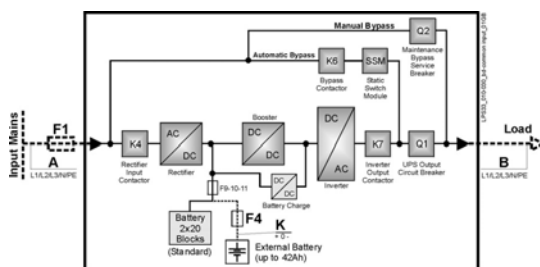 Manual Bypass
Q2
Maintenance
Bypass
Service
Breaker
Automatic Bypass
K6
SSM
Bypass
Contactor
Static
Switch
Module
Input Mains
F1
A
L1/L2/L3/N/PE
K4
Rectifier
Input
Contactor
AC
DC
Rectifier
Booster
DC
DC
DC
AC
Inverter
K7
Inverter
Output
Contactor
Q1
UPS Output
Circuit Breaker
Load
B
L1/L2/L3/N/PE
DC
DC
Battery Charge
F9-10-11
Battery
2x20
Blocks
(Standard)
F4
K
+ 0 -
External Battery
(up to 42Ah)